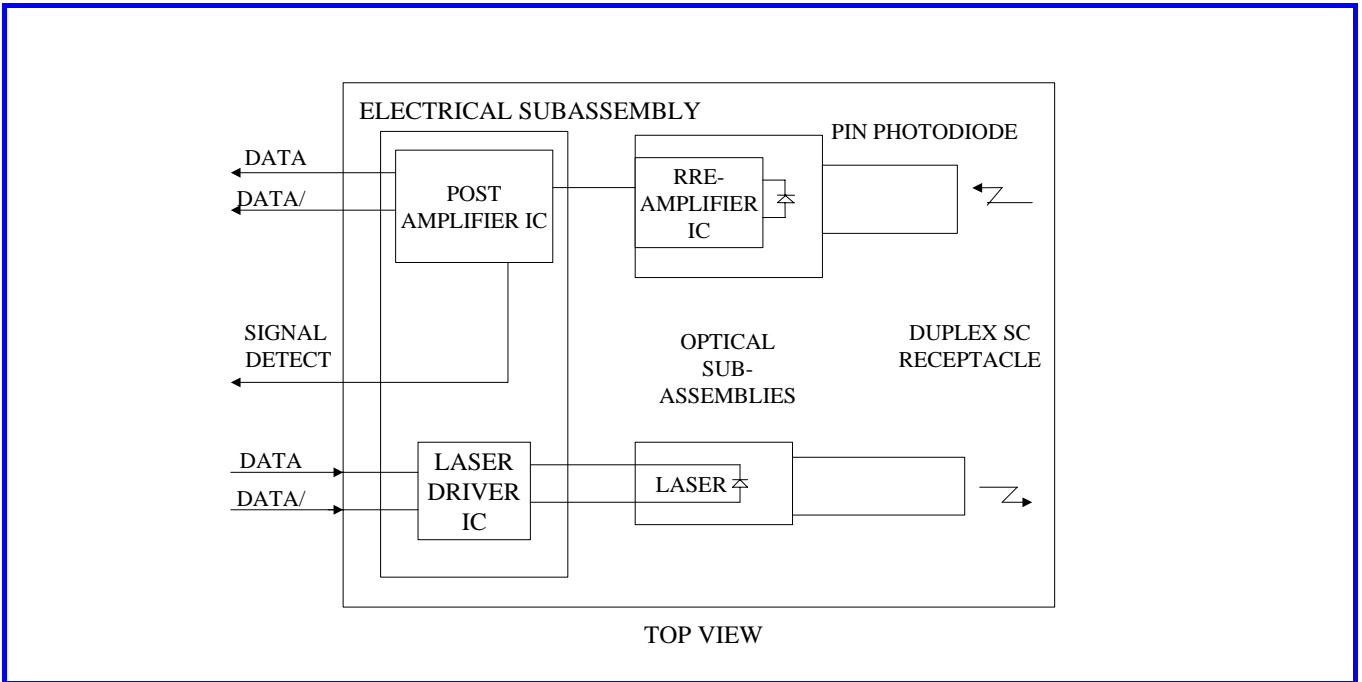 ELECTRICAL SUBASSEMBLY
PIN PHOTODIODE
DATA
DATA/
POST
AMPLIFIER IC
RRE-
AMPLIFIER
IC
SIGNAL
DETECT
OPTICAL
SUB-
ASSEMBLIES
DUPLEX SC
RECEPTACLE
DATA
DATA/
LASER
DRIVER
IC
LASER
TOP VIEW